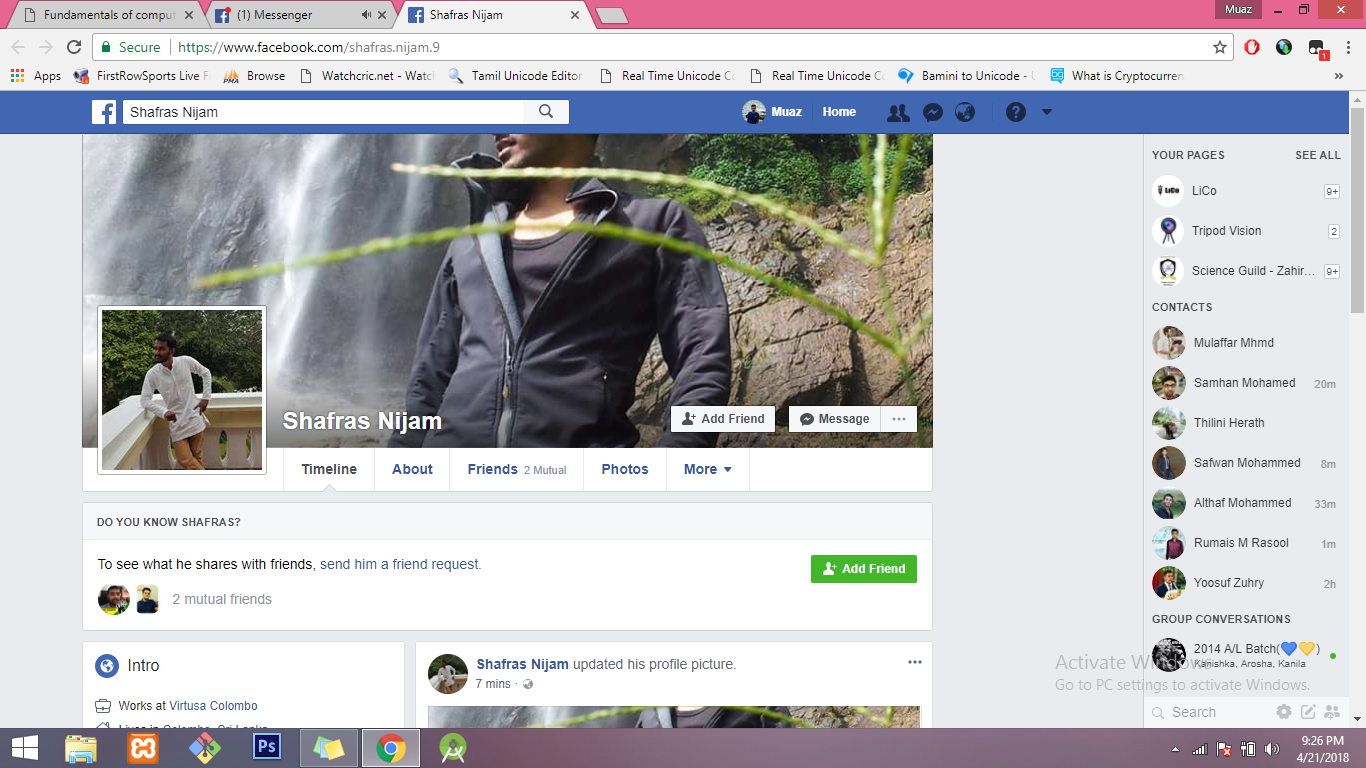 Fundamentals of comput
(1) Messenger
Shafras Nijam
Muaz
Secure https://www.facebook.com/shafras.nijam.9
1
Apps FirstRowSports Live F PMA Browse Watchcric.net - Watch Tamil Unicode Editor Real Time Unicode Co Real Time Unicode Co Bamini to Unicode - U What is Cryptocurren »
Shafras Nijam
Muaz Home
Shafras Nijam
Add Friend Message
Timeline About Friends 2 Mutual Photos More
DO YOU KNOW SHAFRAS?
To see what he shares with friends, send him a friend request.
Add Friend
2 mutual friends
Intro
Works at Virtusa Colombo
Lives in Colombo, Sri Lanka
Shafras Nijam updated his profile picture.
7 mins ·
YOUR PAGES SEE ALL
LiCo 9+
Tripod Vision 2
Science Guild - Zahir... 9+
CONTACTS
Mulaffar Mhmd
Samhan Mohamed 20m
Thilini Herath
Safwan Mohammed 8m
Althaf Mohammed 33m
Rumais M Rasool 1m
Yoosuf Zuhry 2h
GROUP CONVERSATIONS
2014 A/L Batch(💙💛)
Kanishka, Arosha, Kanila
Activate Windows
Go to PC settings to activate Windows.
Search
Ps
9:26 PM
4/21/2018